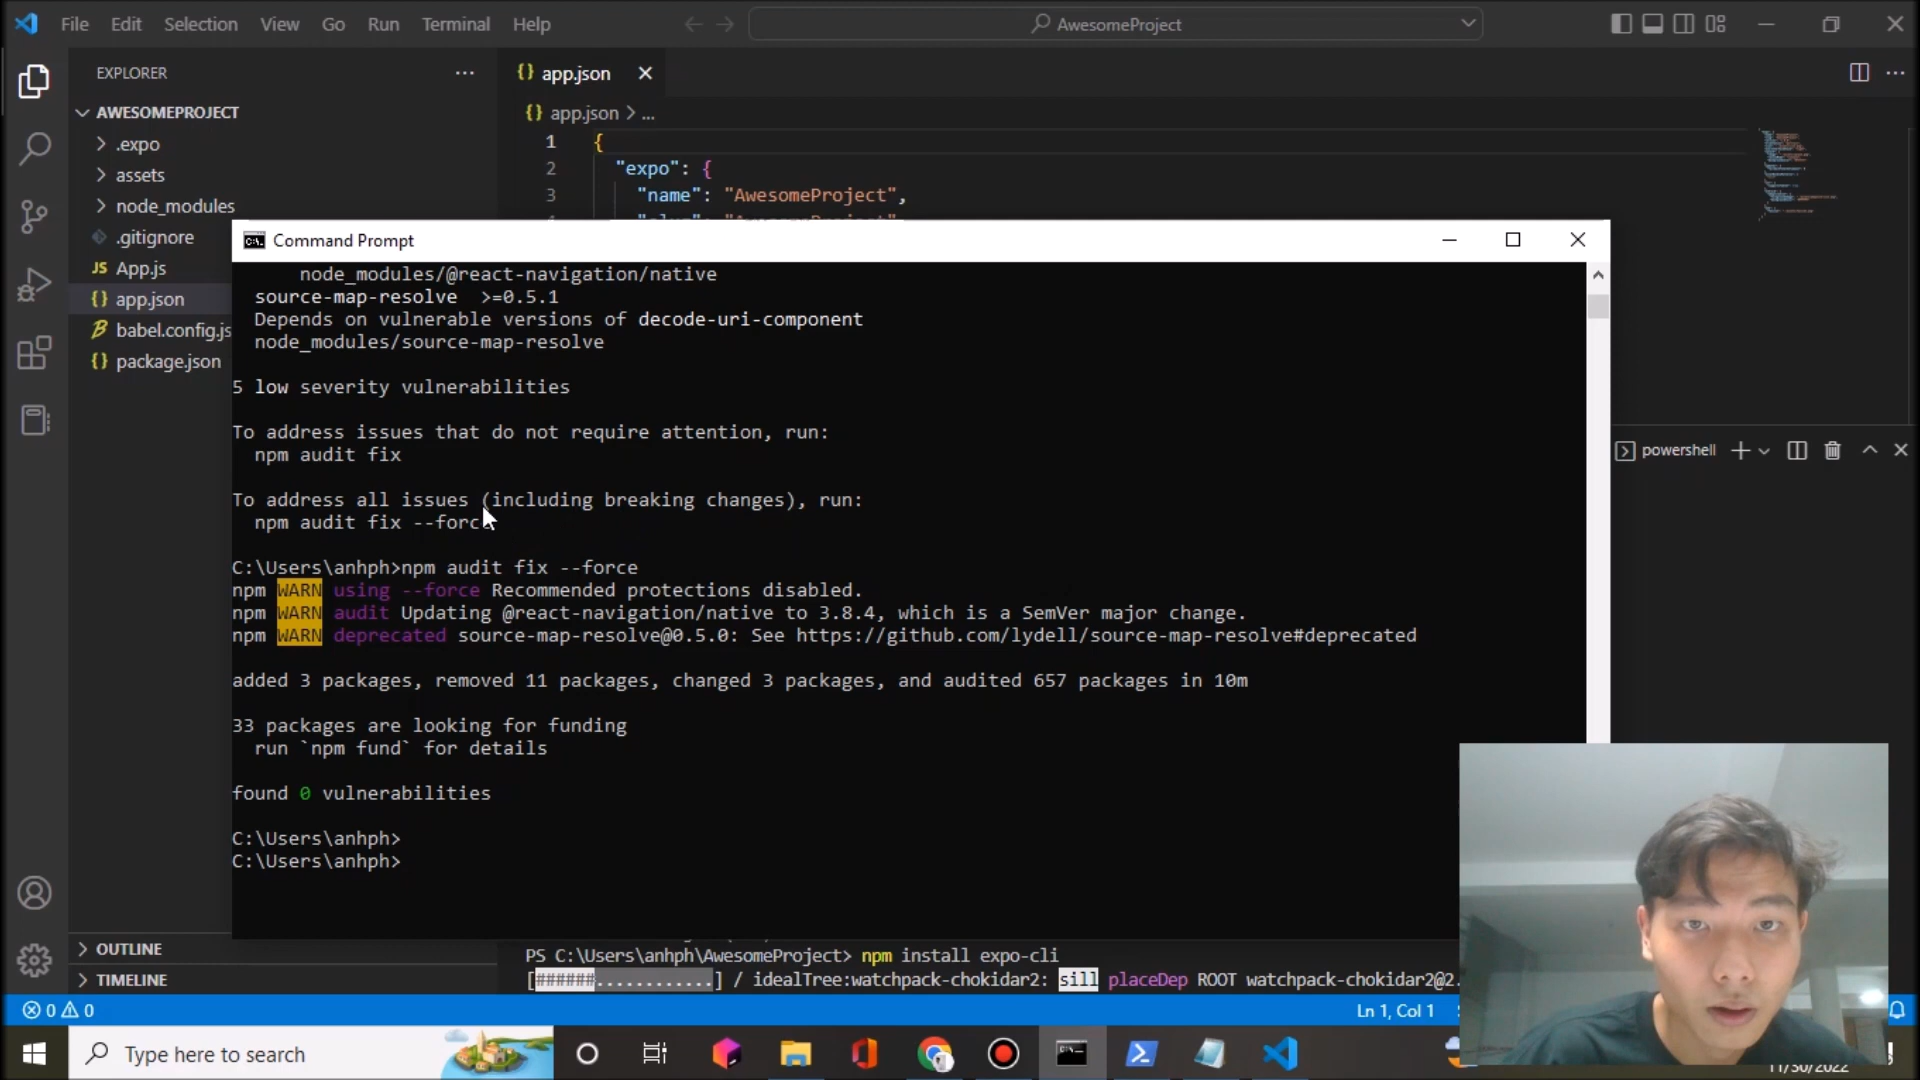 File Edit Selection View Go Run Terminal Help
AwesomeProject
EXPLORER
app.json
AWESOMEPROJECT
app.json > ...
.expo
1 {
assets
2 "expo": {
node_modules
3 "name": "AwesomeProject",
.gitignore
App.js
app.json
babel.config.js
package.json
Command Prompt
node_modules/@react-navigation/native
source-map-resolve >=0.5.1
Depends on vulnerable versions of decode-uri-component
node_modules/source-map-resolve
5 low severity vulnerabilities
To address issues that do not require attention, run:
npm audit fix
To address all issues (including breaking changes), run:
npm audit fix --force
C:\Users\anhph>npm audit fix --force
npm WARN using --force Recommended protections disabled.
npm WARN audit Updating @react-navigation/native to 3.8.4, which is a SemVer major change.
npm WARN deprecated source-map-resolve@0.5.0: See https://github.com/lydell/source-map-resolve#deprecated
added 3 packages, removed 11 packages, changed 3 packages, and audited 657 packages in 10m
33 packages are looking for funding
run `npm fund` for details
found 0 vulnerabilities
C:\Users\anhph>
C:\Users\anhph>
powershell
OUTLINE
TIMELINE
PS C:\Users\anhph\AwesomeProject> npm install expo-cli
[######............] / idealTree:watchpack-chokidar2: sill placeDep ROOT watchpack-chokidar2@2.
0 0
Ln 1, Col 1
Type here to search
11/30/2022